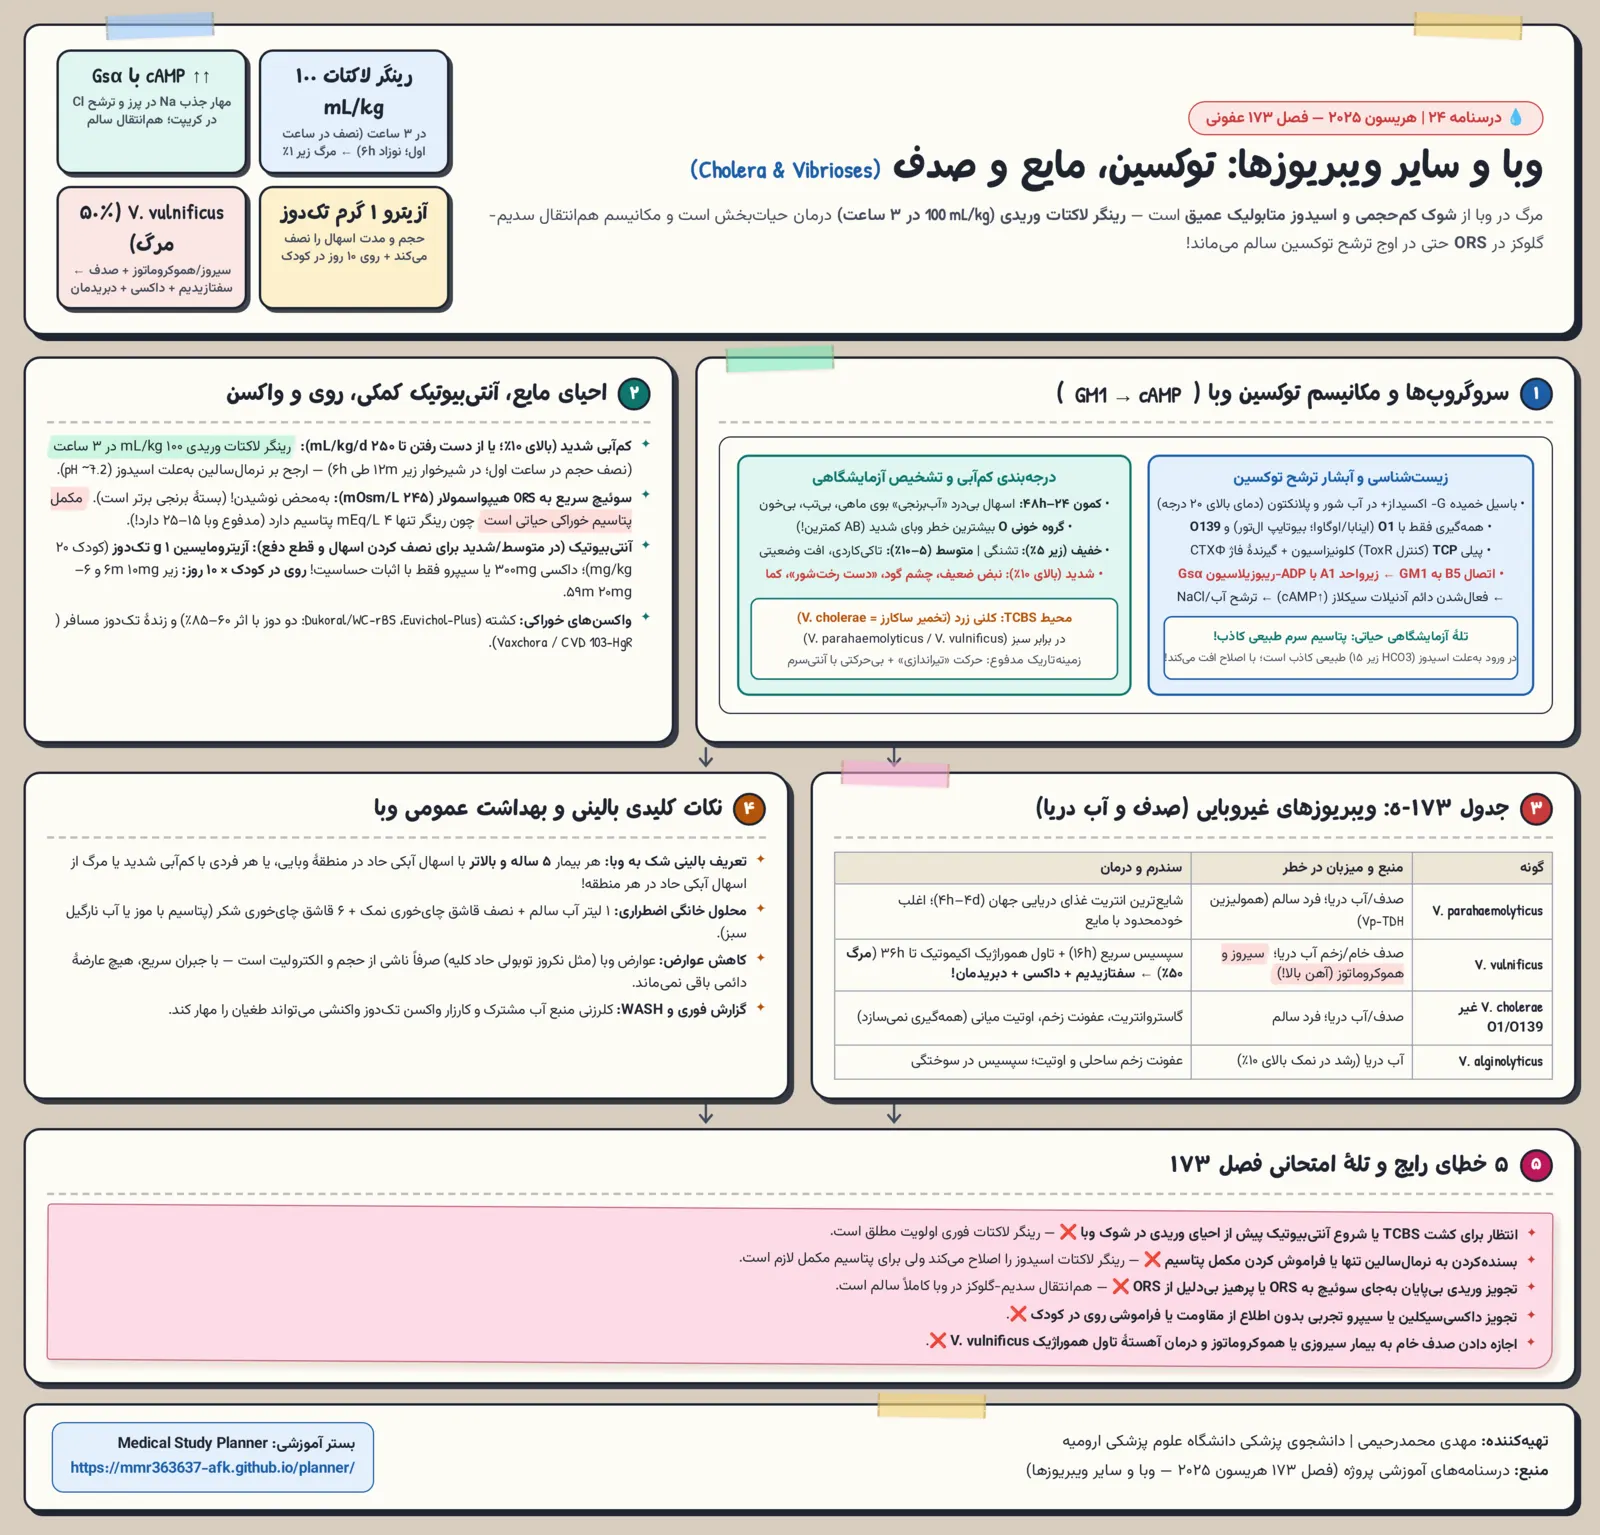 💧 درسنامه ۲۴ | هریسون ۲۰۲۵ – فصل ۱۷۳ عفونی
وبا و سایر ویبریوزها: توکسین، مایع و صدف (Cholera & Vibrioses)
مرگ در وبا از شوک کم‌حجمی و اسیدوز متابولیک عمیق است – رینگر لاکتات وریدی (100 mL/kg در ۳ ساعت) درمان حیات‌بخش است و مکانیسم هم‌انتقال سدیم-
گلوکز در ORS حتی در اوج ترشح توکسین سالم می‌ماند!
رینگر لاکتات ۱۰۰
mL/kg
در ۳ ساعت (نصف در ساعت
اول؛ نوزاد ۶h) ← مرگ زیر ۱٪
↑↑ cAMP با Gsα
مهار جذب Na در پرز و ترشح Cl
در کریپت؛ هم‌انتقال سالم
آزیترو ۱ گرم تک‌دوز
حجم و مدت اسهال را نصف
می‌کند + روی ۱۰ روز در کودک
V. vulnificus (۵۰٪
مرگ)
سیروز/هموکروماتوز + صدف ←
سفتازیدیم + داکسی + دبریدمان
۱ سروگروپ‌ها و مکانیسم توکسین وبا ( GM1 → cAMP )
زیست‌شناسی و آبشار ترشح توکسین
• باسیل خمیده G- اکسیداز+ در آب شور و پلانکتون (دمای بالای ۲۰ درجه)
• همه‌گیری فقط با O1 (اینابا/اوگاوا؛ بیوتایپ ال‌تور) و O139
• پیلی TCP (کنترل ToxR) کلونیزاسیون + گیرندهٔ فاژ CTXΦ
• اتصال B5 به GM1 ← زیرواحد A1 با ADP-ریبوزیلاسیون Gsα
← فعال‌شدن دائم آدنیلات سیکلاز (cAMP↑) ← ترشح آب/NaCl
تلهٔ آزمایشگاهی حیاتی: پتاسیم سرم طبیعی کاذب!
در ورود به‌علت اسیدوز (HCO3 زیر ۱۵) طبیعی کاذب است؛ با اصلاح افت می‌کند!
درجه‌بندی کم‌آبی و تشخیص آزمایشگاهی
• کمون ۲۴–۴۸h: اسهال بی‌درد «آب‌برنجی» بوی ماهی، بی‌تب، بی‌خون
• گروه خونی O بیشترین خطر وبای شدید (AB کمترین!)
• خفیف (زیر ۵٪): تشنگی | متوسط (۵–۱۰٪): تاکی‌کاردی، افت وضعیتی
• شدید (بالای ۱۰٪): نبض ضعیف، چشم گود، «دست رخت‌شور»، کما
محیط TCBS: کلنی زرد (تخمیر ساکارز = V. cholerae)
در برابر سبز (V. parahaemolyticus / V. vulnificus)
زمینه‌تاریک مدفوع: حرکت «تیراندازی» + بی‌حرکتی با آنتی‌سرم
۲ احیای مایع، آنتی‌بیوتیک کمکی، روی و واکسن
✦ کم‌آبی شدید (بالای ۱۰٪؛ یا از دست رفتن تا ۲۵۰ mL/kg/d): رینگر لاکتات وریدی ۱۰۰ mL/kg در ۳ ساعت
(نصف حجم در ساعت اول؛ در شیرخوار زیر ۱۲m طی ۶h) – ارجح بر نرمال‌سالین به‌علت اسیدوز (pH ~۷.2).
✦ سوئیچ سریع به ORS هیپواسمولار (۲۴۵ mOsm/L): به‌محض نوشیدن! (بستهٔ برنجی برتر است). مکمل
پتاسیم خوراکی حیاتی است چون رینگر تنها ۴ mEq/L پتاسیم دارد (مدفوع وبا ۱۵–۲۵ دارد!).
✦ آنتی‌بیوتیک (در متوسط/شدید برای نصف کردن اسهال و قطع دفع): آزیترومایسین ۱ g تک‌دوز (کودک ۲۰
mg/kg)؛ داکسی ۳۰۰mg یا سیپرو فقط با اثبات حساسیت! روی در کودک × ۱۰ روز: زیر ۶m ۱۰mg و ۶–
۵۹m ۲۰mg.
✦ واکسن‌های خوراکی: کشته (Dukoral/WC-rBS ،Euvichol-Plus: دو دوز با اثر ۶۰–۸۵٪) و زندهٔ تک‌دوز مسافر (
Vaxchora / CVD 103-HgR).
۳ جدول ۱۷۳-۵: ویبریوزهای غیروبایی (صدف و آب دریا)
گونه منبع و میزبان در خطر سندرم و درمان
V. parahaemolyticus صدف/آب دریا؛ فرد سالم (همولیزین Vp-TDH) شایع‌ترین انتریت غذای دریایی جهان (۴h–۴d)؛ اغلب خودمحدود با مایع
V. vulnificus صدف خام/زخم آب دریا؛ سیروز و هموکروماتوز (آهن بالا!) سپسیس سریع (۱۶h) + تاول هموراژیک اکیموتیک تا ۳۶h (مرگ ۵۰٪) ← سفتازیدیم + داکسی + دبریدمان!
V. cholerae غیر O1/O139 صدف/آب دریا؛ فرد سالم گاستروانتریت، عفونت زخم، اوتیت میانی (همه‌گیری نمی‌سازد)
V. alginolyticus آب دریا (رشد در نمک بالای ۱۰٪) عفونت زخم ساحلی و اوتیت؛ سپسیس در سوختگی
۴ نکات کلیدی بالینی و بهداشت عمومی وبا
✦ تعریف بالینی شک به وبا: هر بیمار ۵ ساله و بالاتر با اسهال آبکی حاد در منطقهٔ وبایی، یا هر فردی با کم‌آبی شدید یا مرگ از
اسهال آبکی حاد در هر منطقه!
✦ محلول خانگی اضطراری: ۱ لیتر آب سالم + نصف قاشق چای‌خوری نمک + ۶ قاشق چای‌خوری شکر (پتاسیم با موز یا آب نارگیل
سبز).
✦ کاهش عوارض: عوارض وبا (مثل نکروز توبولی حاد کلیه) صرفاً ناشی از حجم و الکترولیت است – با جبران سریع، هیچ عارضهٔ
دائمی باقی نمی‌ماند.
✦ گزارش فوری و WASH: کلرزنی منبع آب مشترک و کارزار واکسن تک‌دوز واکنشی می‌تواند طغیان را مهار کند.
۵ ۵ خطای رایج و تلهٔ امتحانی فصل ۱۷۳
✦ انتظار برای کشت TCBS یا شروع آنتی‌بیوتیک پیش از احیای وریدی در شوک وبا ❌ – رینگر لاکتات فوری اولویت مطلق است.
✦ بسنده‌کردن به نرمال‌سالین تنها یا فراموش کردن مکمل پتاسیم ❌ – رینگر لاکتات اسیدوز را اصلاح می‌کند ولی برای پتاسیم مکمل لازم است.
✦ تجویز وریدی بی‌پایان به‌جای سوئیچ به ORS یا پرهیز بی‌دلیل از ORS ❌ – هم‌انتقال سدیم-گلوکز در وبا کاملاً سالم است.
✦ تجویز داکسی‌سیکلین یا سیپرو تجربی بدون اطلاع از مقاومت یا فراموشی روی در کودک ❌.
✦ اجازه دادن صدف خام به بیمار سیروزی یا هموکروماتوز و درمان آهستهٔ تاول هموراژیک V. vulnificus ❌.
تهیه‌کننده: مهدی محمدرحیمی | دانشجوی پزشکی دانشگاه علوم پزشکی ارومیه
منبع: درسنامه‌های آموزشی پروژه (فصل ۱۷۳ هریسون ۲۰۲۵ – وبا و سایر ویبریوزها)
بستر آموزشی: Medical Study Planner
https://mmr363637-afk.github.io/planner/